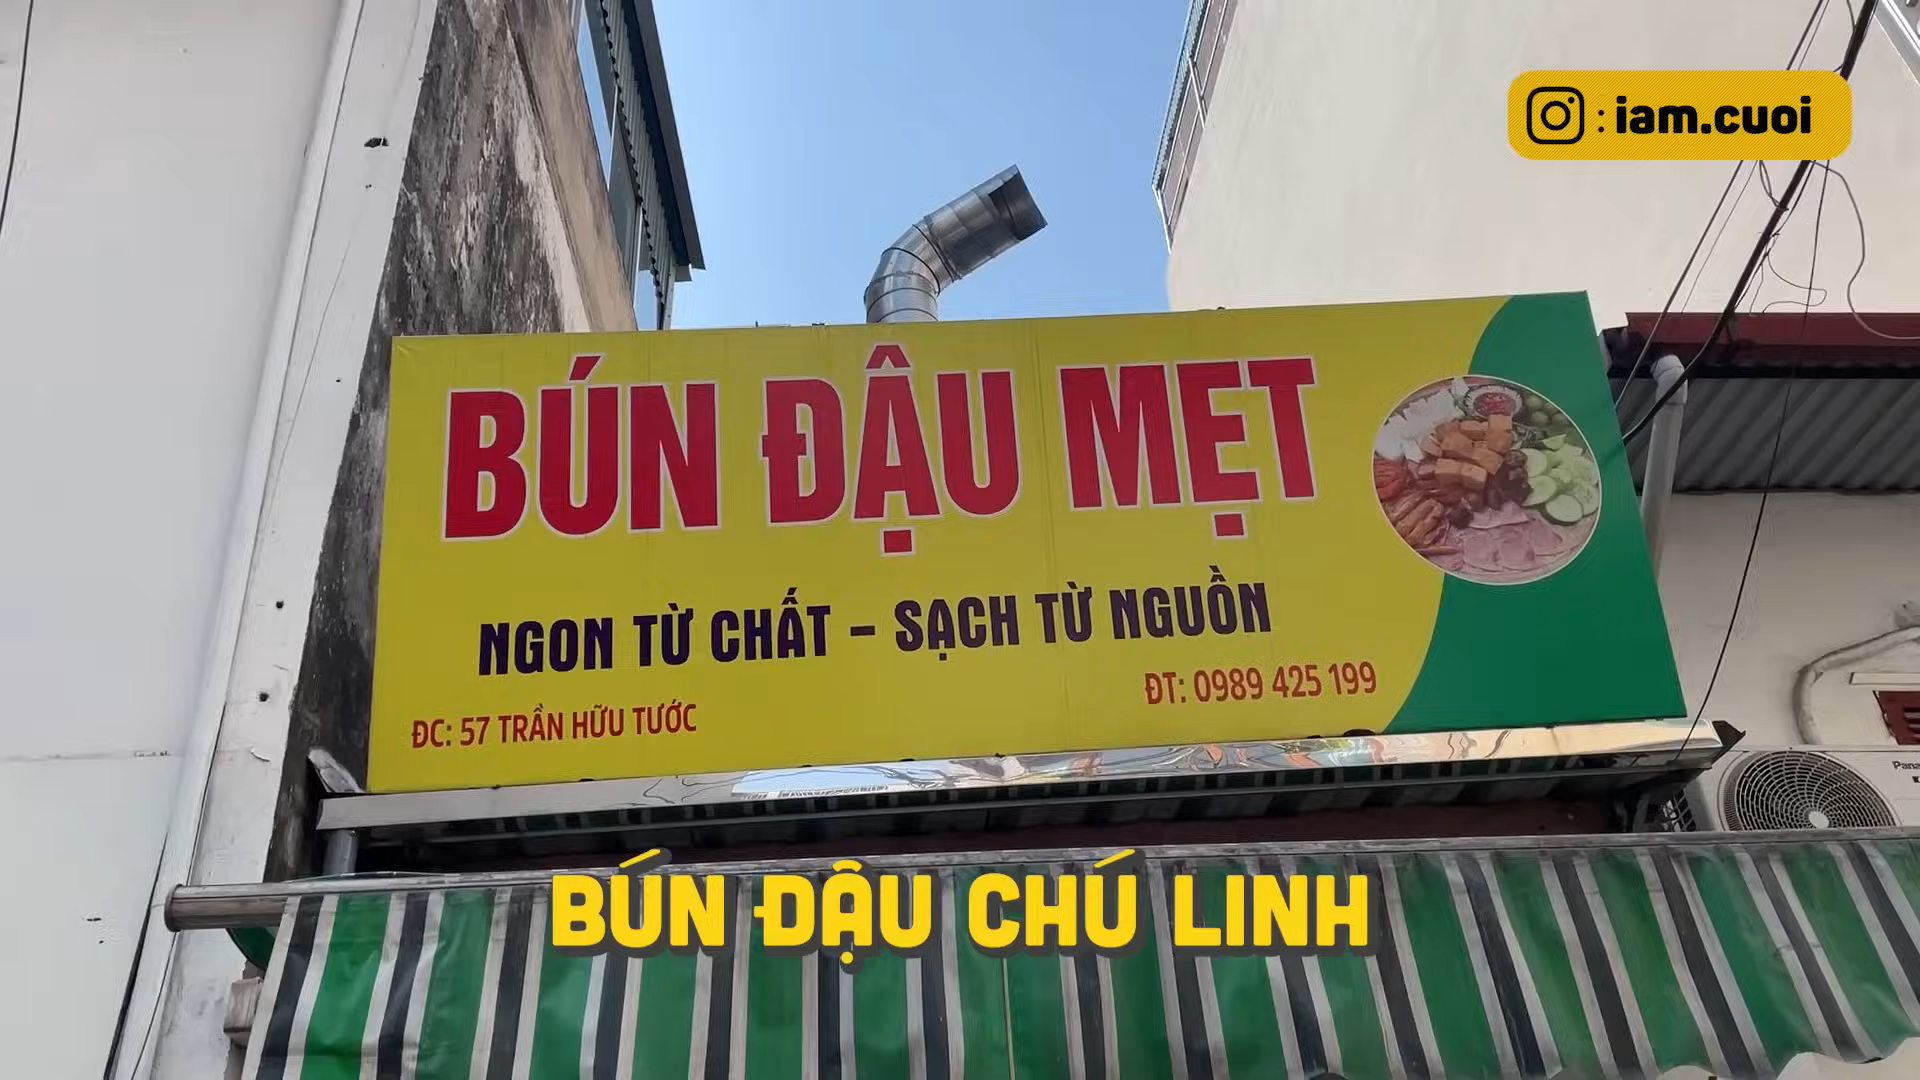 : iam.cuoi
BÚN ĐẬU MẸT
NGON TỪ CHẤT – SẠCH TỪ NGUỒN
ĐT: 0989 425 199
ĐC: 57 TRẦN HỮU TƯỚC
BÚN ĐẬU CHÚ LINH